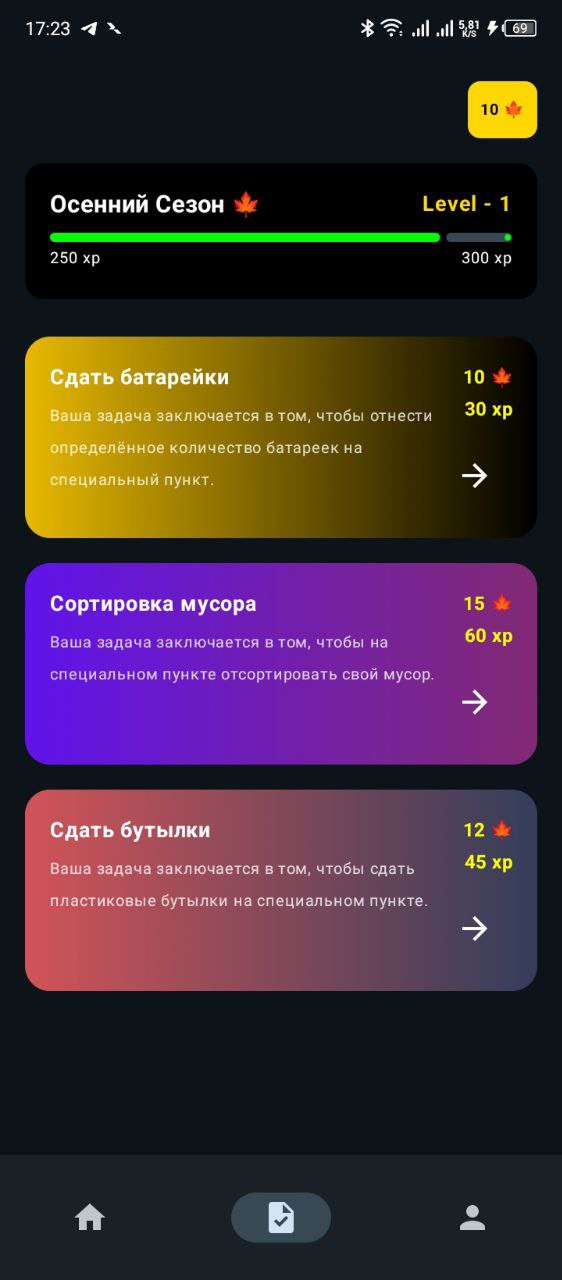 17:23
5,81
K/S
69
10 🍁
Осенний Сезон 🍁
Level - 1
250 xp
300 xp
Сдать батарейки
10 🍁
30 xp
Ваша задача заключается в том, чтобы отнести
определённое количество батареек на
специальный пункт.
Сортировка мусора
15 🍁
60 xp
Ваша задача заключается в том, чтобы на
специальном пункте отсортировать свой мусор.
Сдать бутылки
12 🍁
45 xp
Ваша задача заключается в том, чтобы сдать
пластиковые бутылки на специальном пункте.